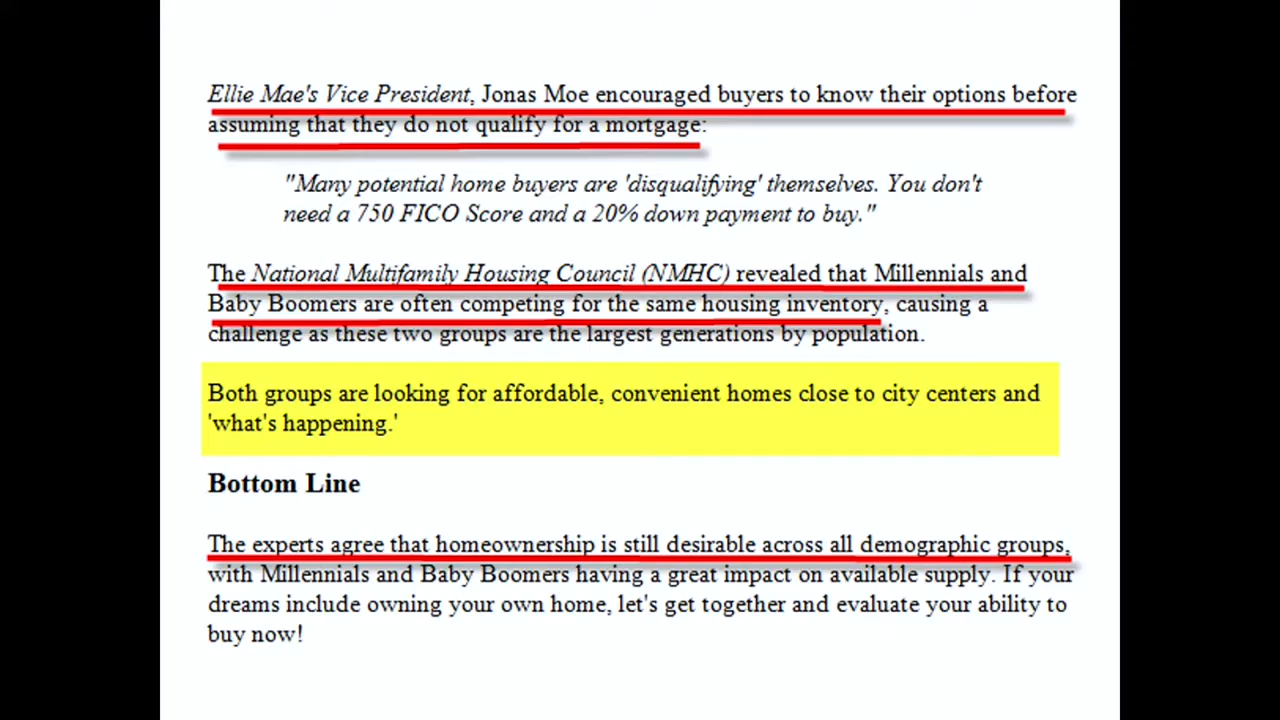 Ellie Mae's Vice President, Jonas Moe encouraged buyers to know their options before
assuming that they do not qualify for a mortgage:
"Many potential home buyers are 'disqualifying' themselves. You don't
need a 750 FICO Score and a 20% down payment to buy."
The National Multifamily Housing Council (NMHC) revealed that Millennials and
Baby Boomers are often competing for the same housing inventory, causing a
challenge as these two groups are the largest generations by population.
Both groups are looking for affordable, convenient homes close to city centers and
'what's happening.'
Bottom Line
The experts agree that homeownership is still desirable across all demographic groups,
with Millennials and Baby Boomers having a great impact on available supply. If your
dreams include owning your own home, let's get together and evaluate your ability to
buy now!